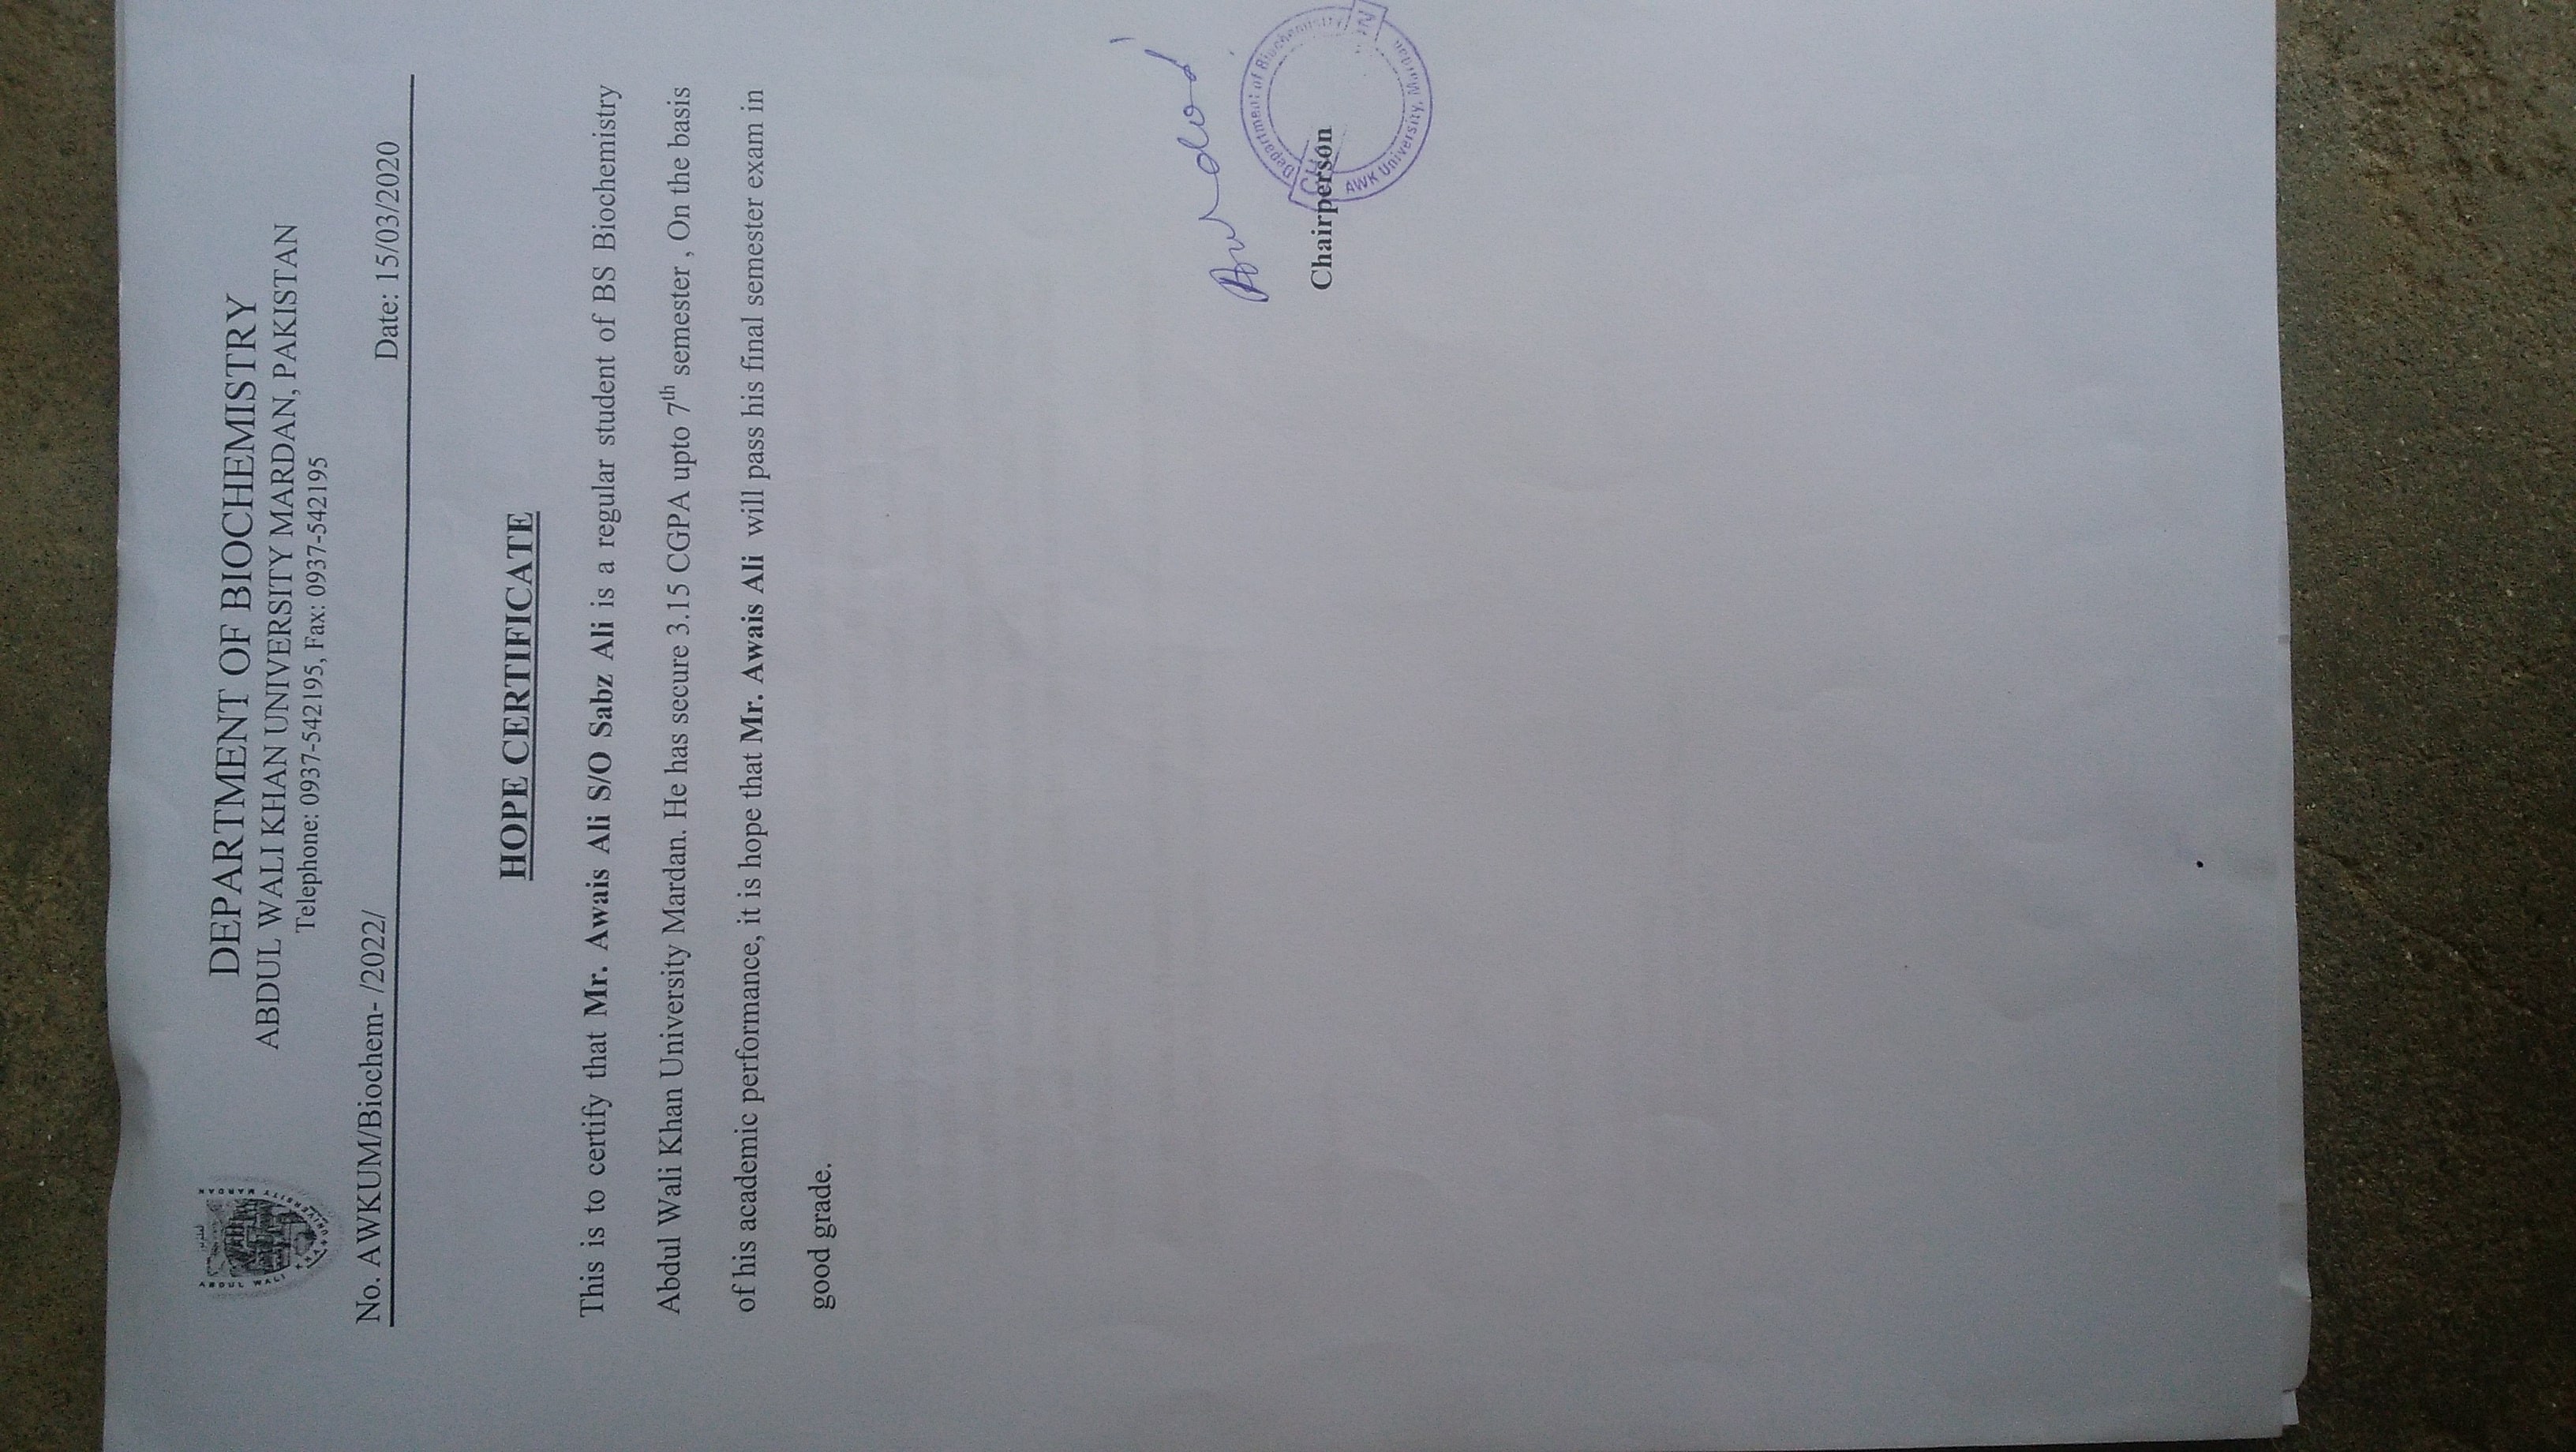 DEPARTMENT OF BIOCHEMISTRY
ABDUL WALI KHAN UNIVERSITY MARDAN, PAKISTAN
Telephone: 0937-542195, Fax: 0937-542195
No. AWKUM/Biochem- /2022/ Date: 15/03/2020
HOPE CERTIFICATE
This is to certify that Mr. Awais Ali S/O Sabz Ali is a regular student of BS Biochemistry
Abdul Wali Khan University Mardan. He has secure 3.15 CGPA upto 7th semester , On the basis
of his academic performance, it is hope that Mr. Awais Ali will pass his final semester exam in
good grade.
Chairperson
Department of Biochemistry
AWK University, Mardan
ABDUL WALI
UNIVERSITY MARDAN